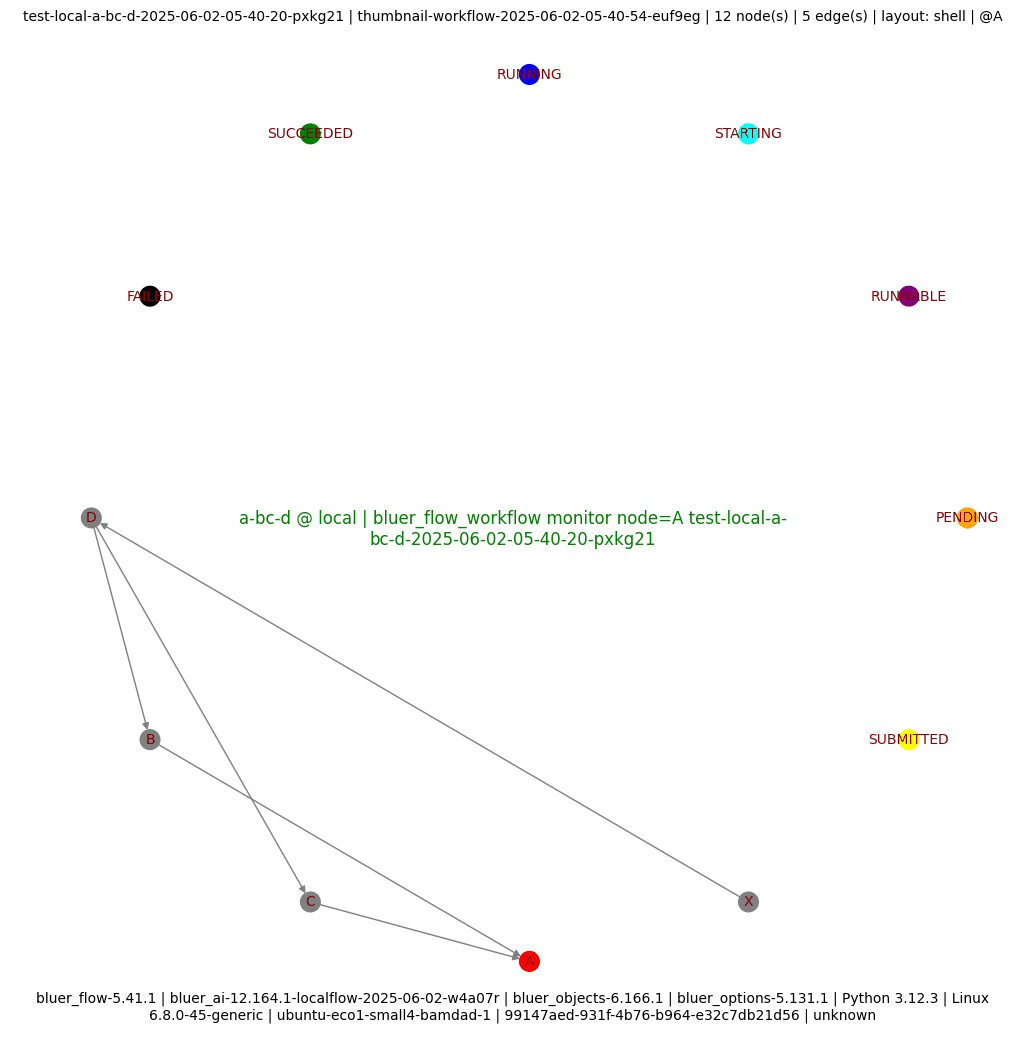 test-local-a-bc-d-2025-06-02-05-40-20-pxkg21 | thumbnail-workflow-2025-06-02-05-40-54-euf9eg | 12 node(s) | 5 edge(s) | layout: shell | @A
RUNNING
SUCCEEDED
STARTING
FAILED
RUNNABLE
D
a-bc-d @ local | bluer_flow_workflow monitor node=A test-local-a-
bc-d-2025-06-02-05-40-20-pxkg21
PENDING
B
SUBMITTED
C
X
A
bluer_flow-5.41.1 | bluer_ai-12.164.1-localflow-2025-06-02-w4a07r | bluer_objects-6.166.1 | bluer_options-5.131.1 | Python 3.12.3 | Linux
6.8.0-45-generic | ubuntu-eco1-small4-bamdad-1 | 99147aed-931f-4b76-b964-e32c7db21d56 | unknown